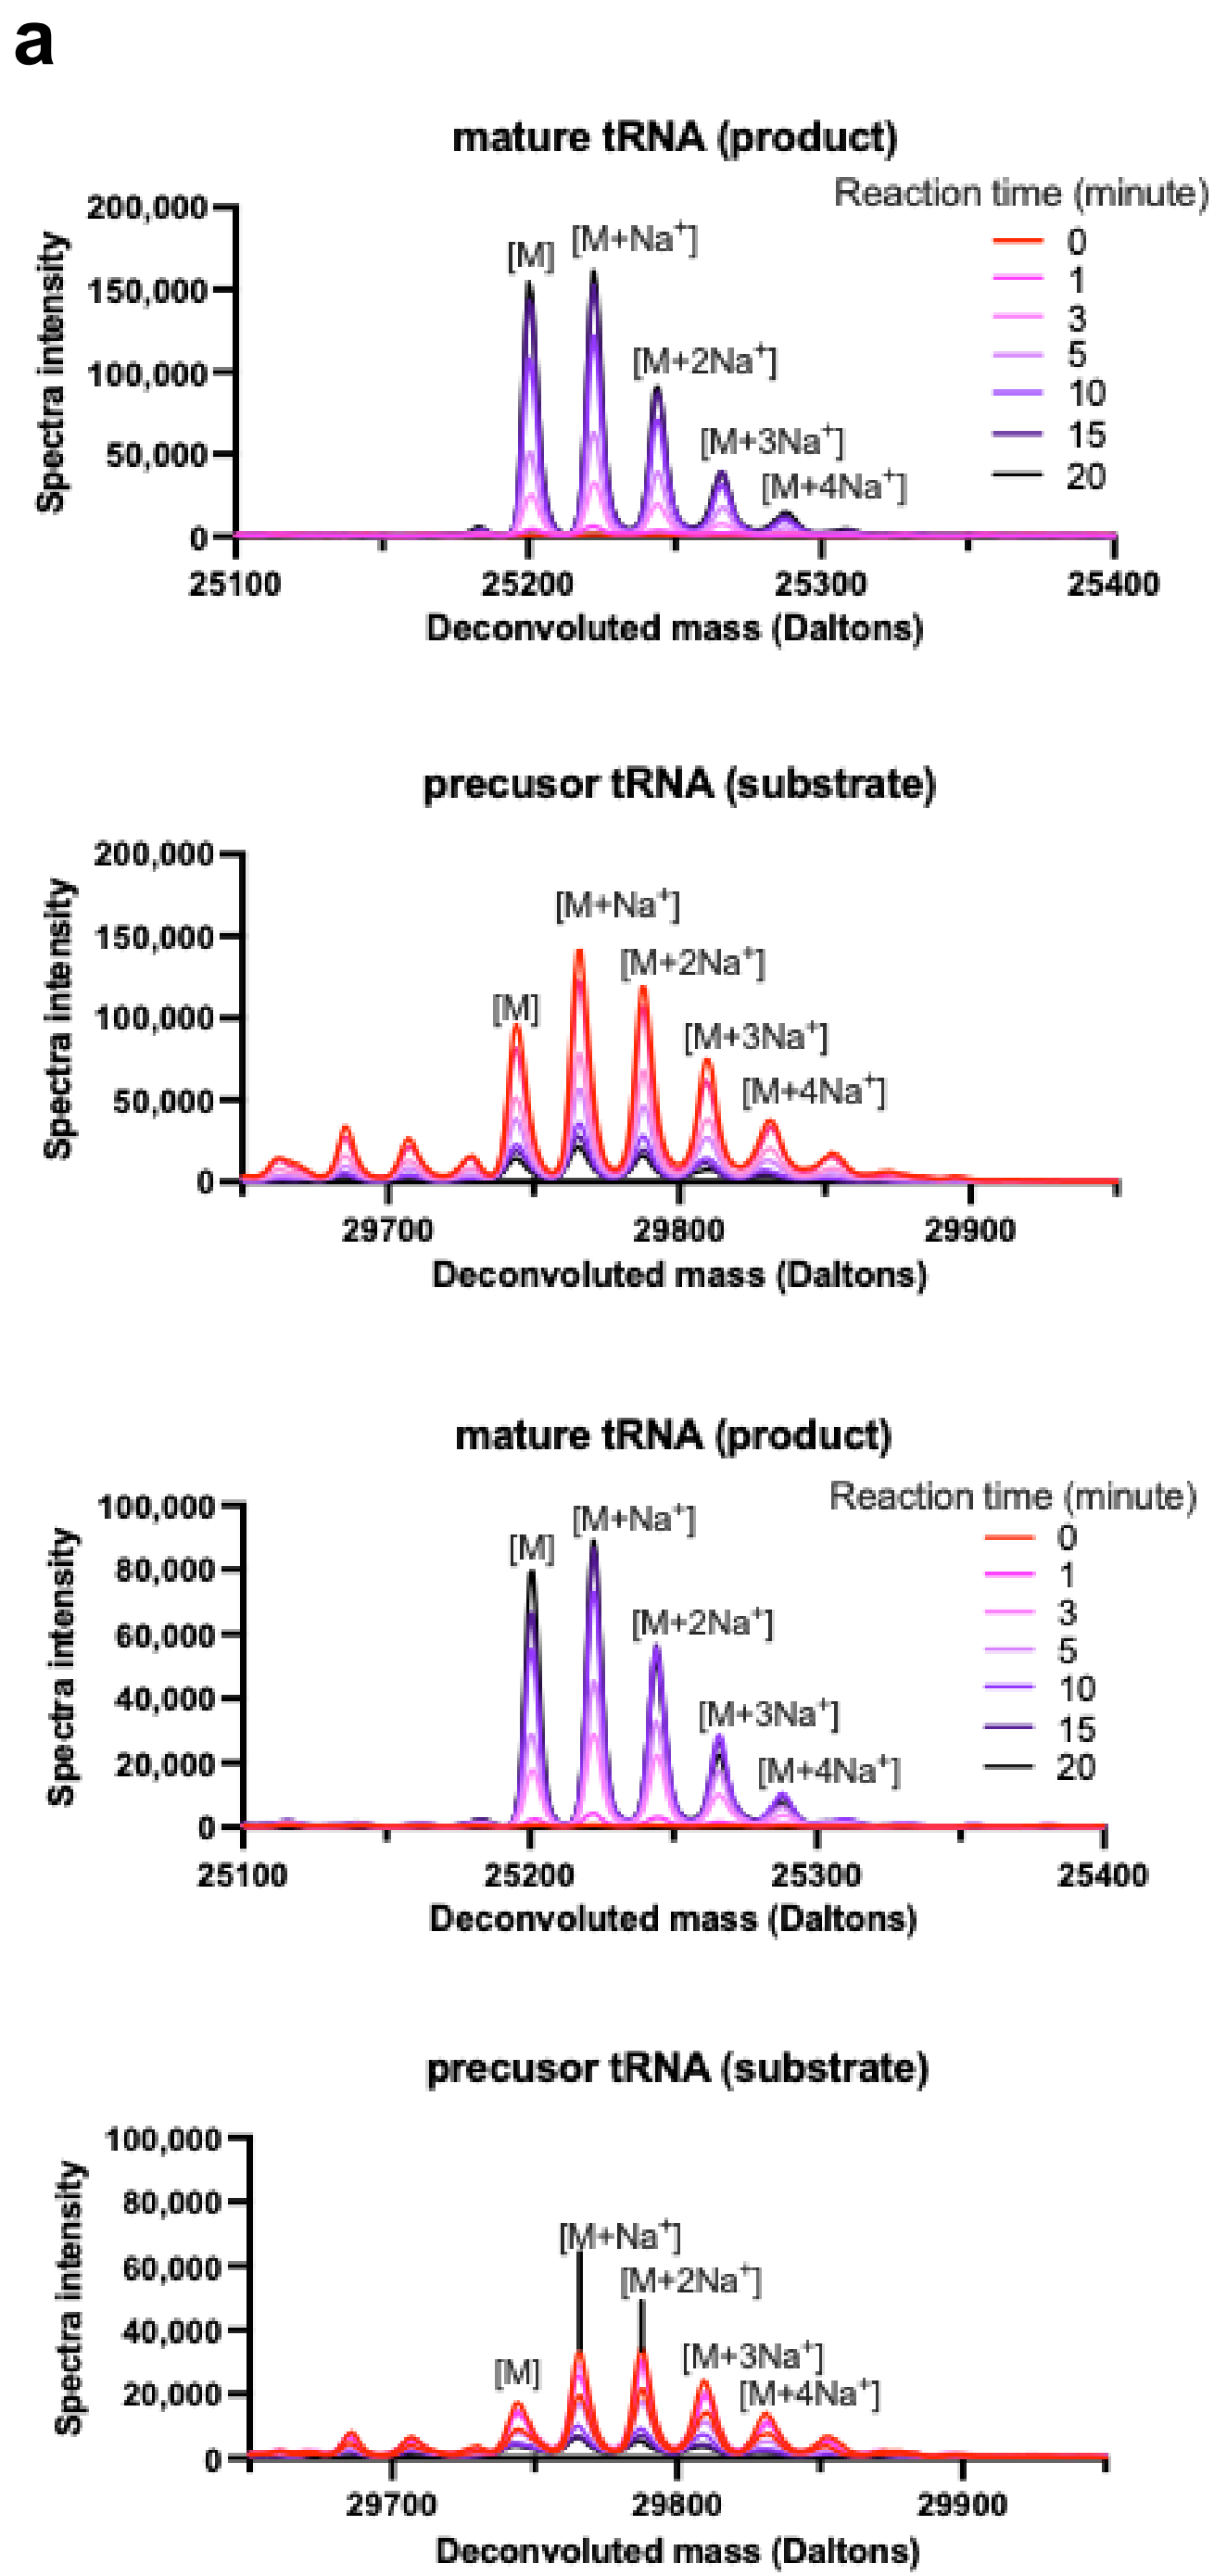 a
mature tRNA (product)
Reaction time (minute)
0
1
3
5
10
15
20
[M]
[M+Na+]
[M+2Na+]
[M+3Na+]
[M+4Na+]
Spectra intensity
200,000
150,000
100,000
50,000
0
25100 25200 25300 25400
Deconvoluted mass (Daltons)
precusor tRNA (substrate)
[M]
[M+Na+]
[M+2Na+]
[M+3Na+]
[M+4Na+]
Spectra intensity
200,000
150,000
100,000
50,000
0
29700 29800 29900
Deconvoluted mass (Daltons)
mature tRNA (product)
Reaction time (minute)
0
1
3
5
10
15
20
[M]
[M+Na+]
[M+2Na+]
[M+3Na+]
[M+4Na+]
Spectra intensity
100,000
80,000
60,000
40,000
20,000
0
25100 25200 25300 25400
Deconvoluted mass (Daltons)
precusor tRNA (substrate)
[M]
[M+Na+]
[M+2Na+]
[M+3Na+]
[M+4Na+]
Spectra intensity
100,000
80,000
60,000
40,000
20,000
0
29700 29800 29900
Deconvoluted mass (Daltons)